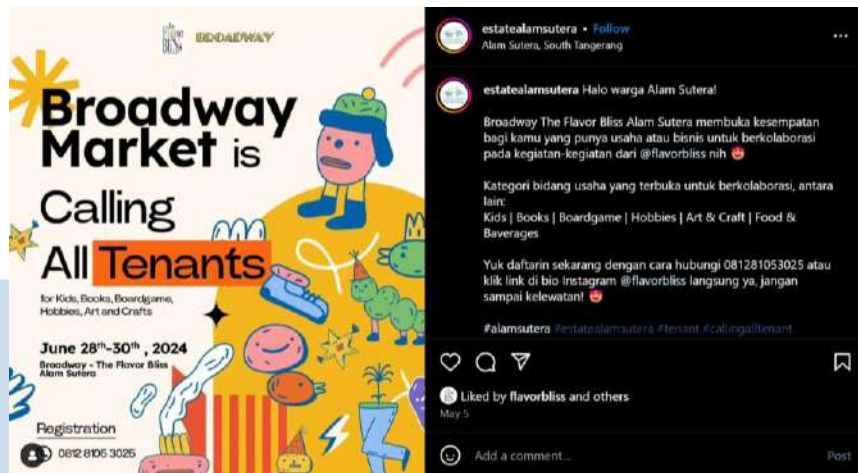 BROADWAY
Broadway
Market is
Calling
All Tenants
for Kids, Books, Boardgame,
Hobbies, Art and Crafts
June 28th-30th , 2024
Broadway - The Flavor Bliss
Alam Sutera
Registration
0812 8105 3025
estatealamsutera • Follow
Alam Sutera, South Tangerang
estatealamsutera Halo warga Alam Sutera!
Broadway The Flavor Bliss Alam Sutera membuka kesempatan
bagi kamu yang punya usaha atau bisnis untuk berkolaborasi
pada kegiatan-kegiatan dari @flavorbliss nih 😍
Kategori bidang usaha yang terbuka untuk berkolaborasi, antara
lain:
Kids | Books | Boardgame | Hobbies | Art & Craft | Food &
Baverages
Yuk daftarin sekarang dengan cara hubungi 081281053025 atau
klik link di bio Instagram @flavorbliss langsung ya, jangan
sampai kelewatan! 😍
#alamsutera #estatealamsutera #tenant #callingalltenant
Liked by flavorbliss and others
May 5
Add a comment...
Post